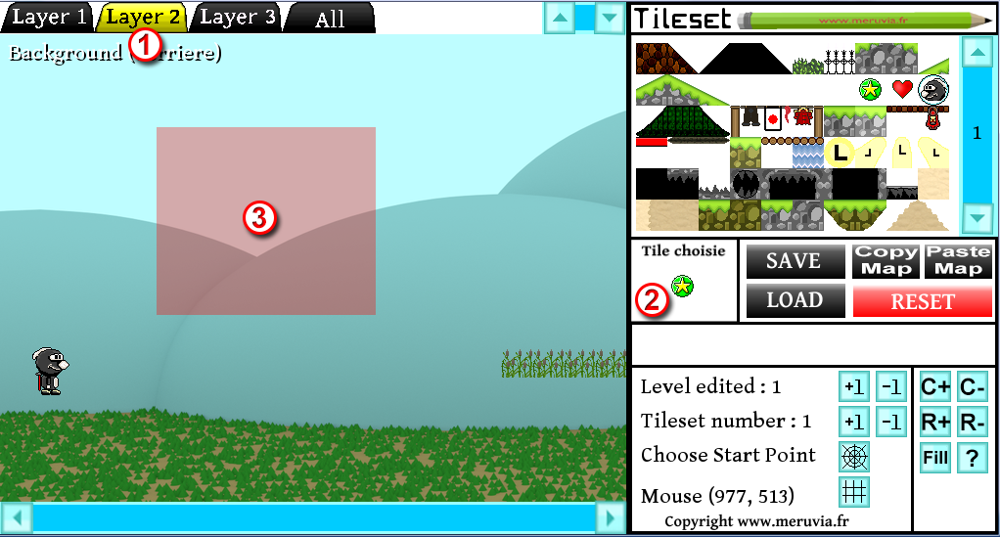 Layer 1 Layer 2 Layer 3 All
1
Background ( rriere)
3
Tileset www.meruvia.fr
1
L L L L
Tile choisie
2
SAVE Copy Map Paste Map
LOAD RESET
Level edited : 1 +1 -1
Tileset number : 1 +1 -1
Choose Start Point
Mouse (977, 513)
Copyright www.meruvia.fr
C+ C-
R+ R-
Fill ?